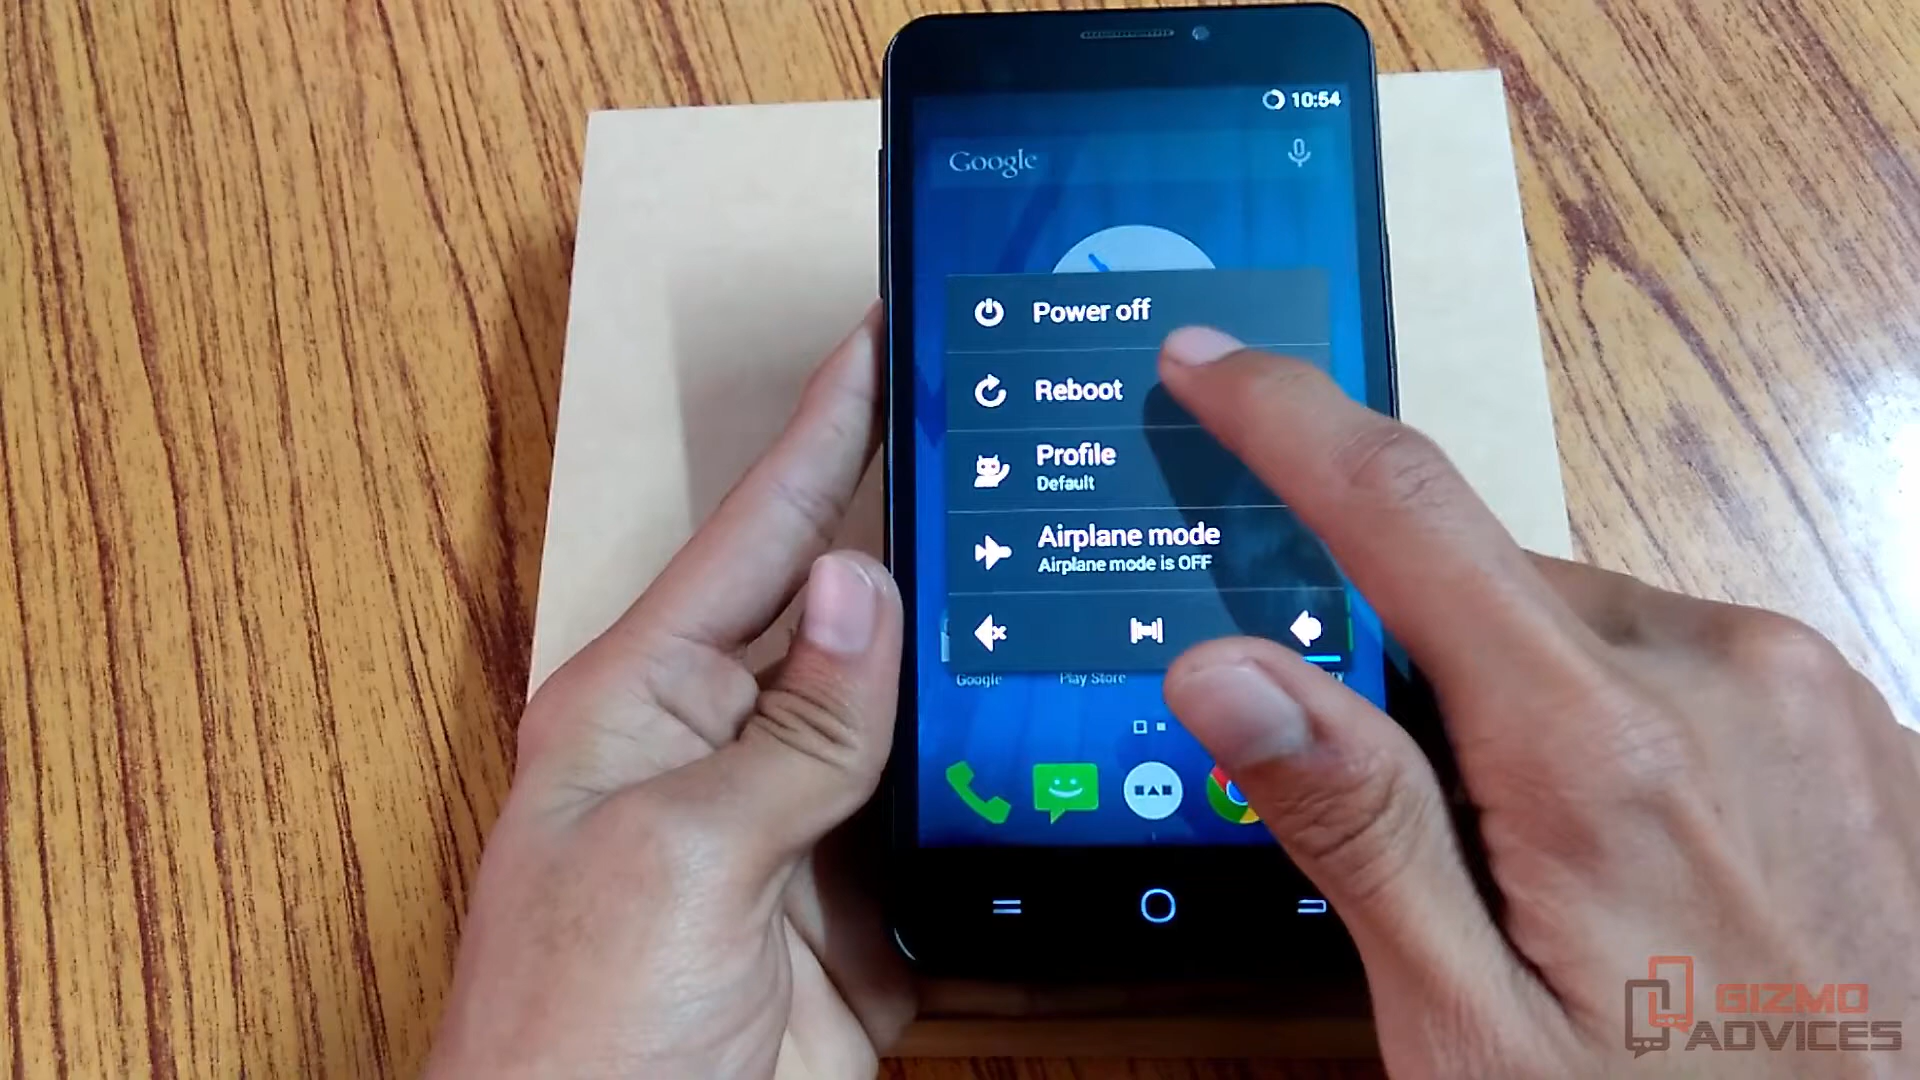 10:54
Google
Power off
Reboot
Profile
Default
Airplane mode
Airplane mode is OFF
Google
Play Store
GIZMO
ADVICES